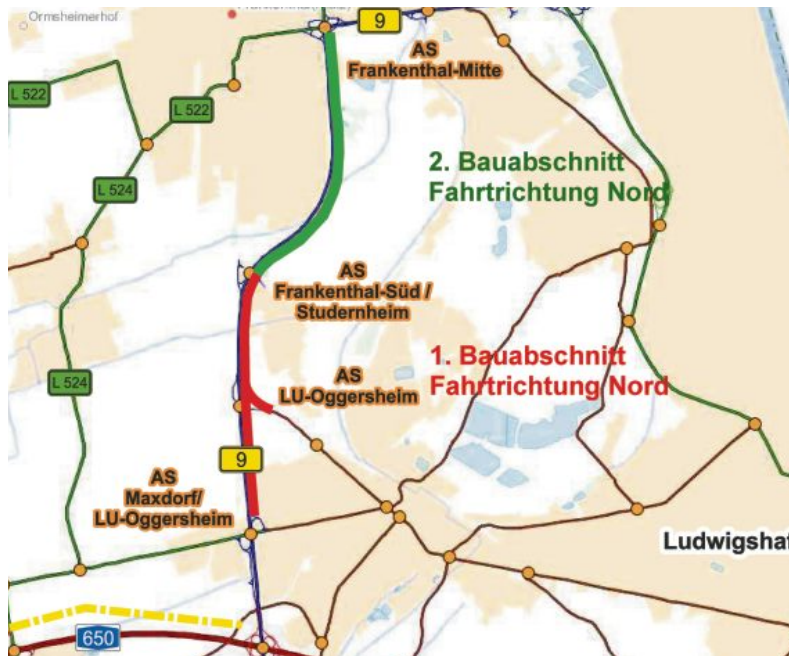 Ormsheimerhof
9
AS
Frankenthal-Mitte
L 522
L 522
2. Bauabschnitt
Fahrtrichtung Nord
L 524
AS
Frankenthal-Süd /
Studernheim
1. Bauabschnitt
Fahrtrichtung Nord
AS
LU-Oggersheim
L 524
9
AS
Maxdorf/
LU-Oggersheim
Ludwigshaf
650